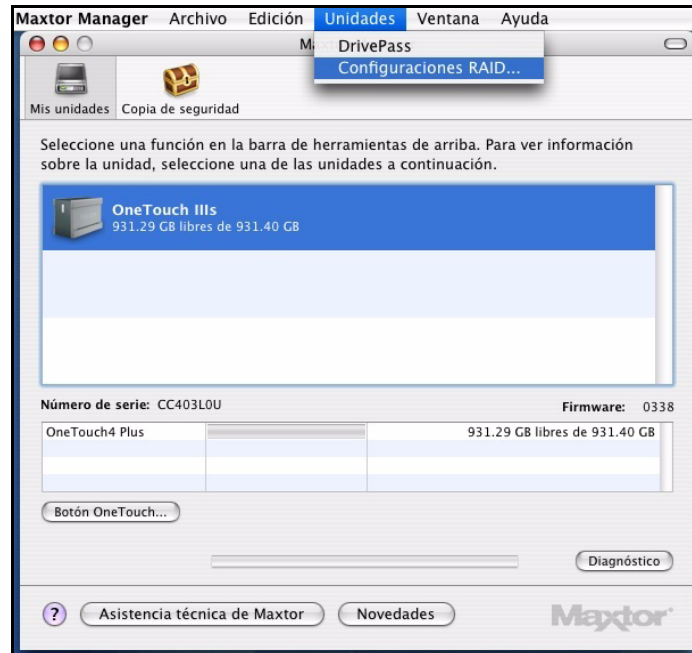 Maxtor Manager Archivo Edición Unidades Ventana Ayuda
DrivePass
Configuraciones RAID...
Mis unidades Copia de seguridad
Seleccione una función en la barra de herramientas de arriba. Para ver información
sobre la unidad, seleccione una de las unidades a continuación.
OneTouch IIIs
931.29 GB libres de 931.40 GB
Número de serie: CC403L0U Firmware: 0338
OneTouch4 Plus 931.29 GB libres de 931.40 GB
Botón OneTouch...
Diagnóstico
? Asistencia técnica de Maxtor Novedades Maxtor